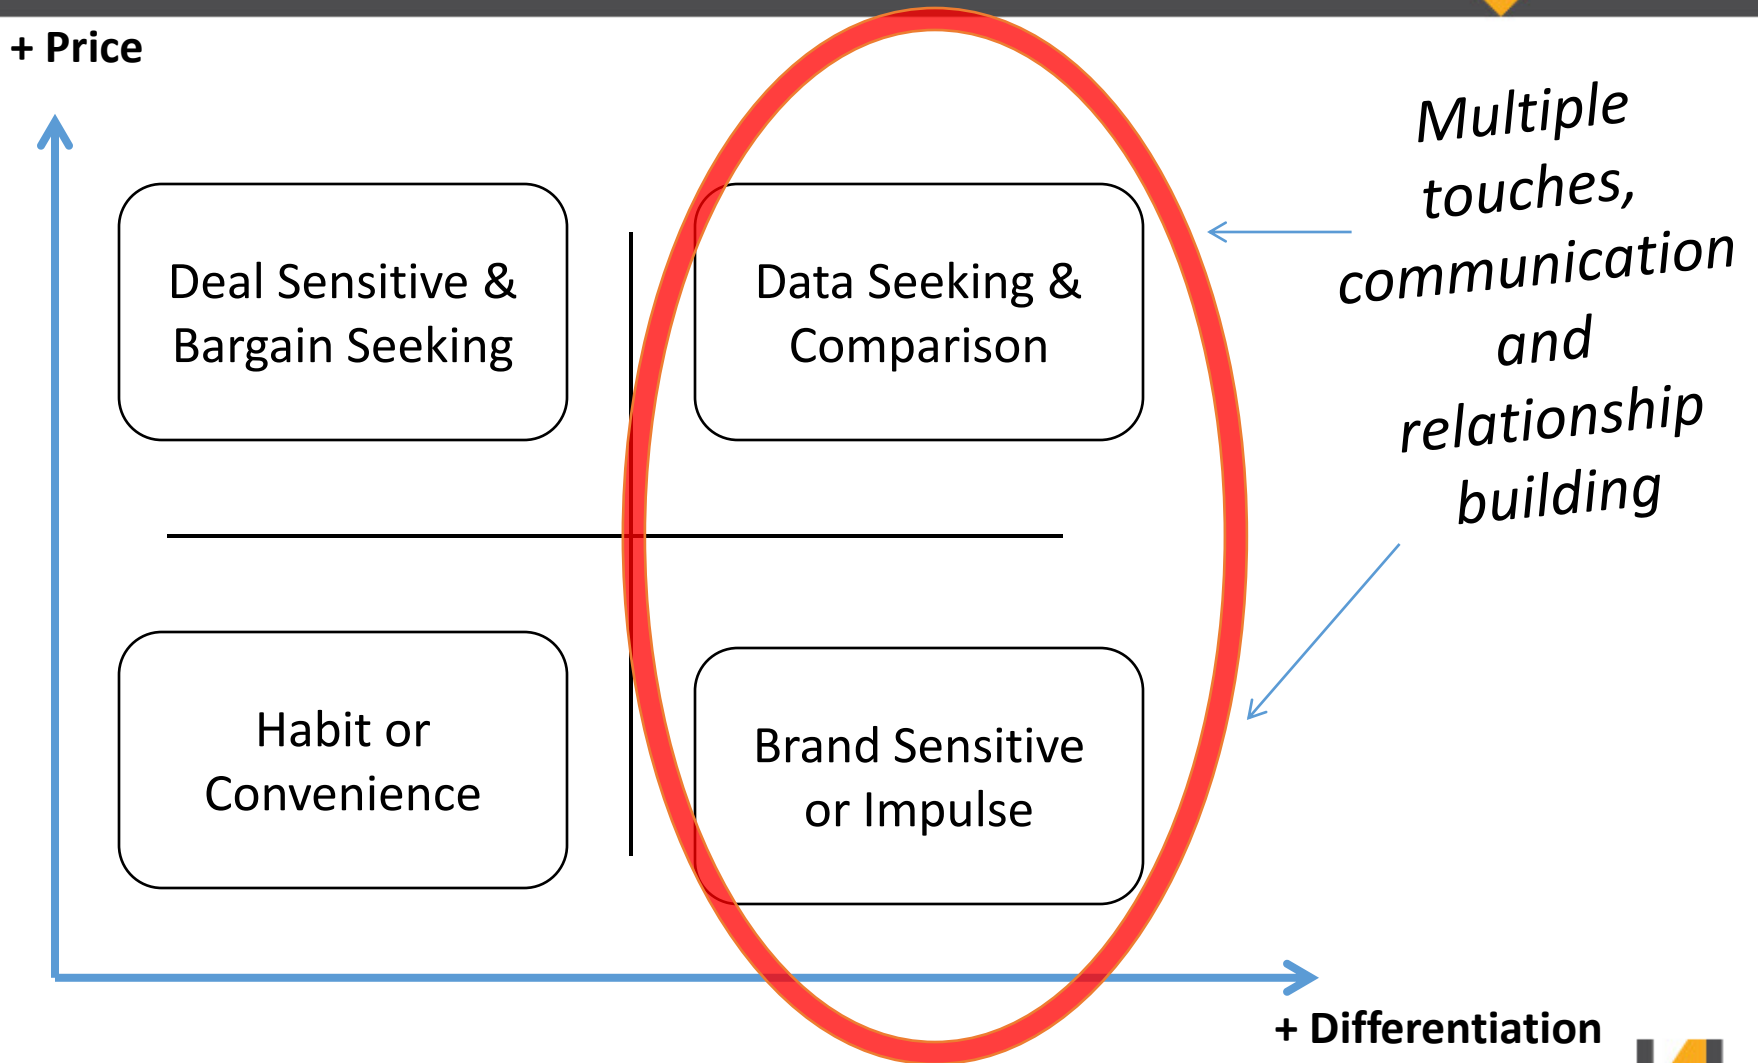 + Price
Deal Sensitive &
Bargain Seeking
Data Seeking &
Comparison
Multiple
touches,
communication
and
relationship
building
Habit or
Convenience
Brand Sensitive
or Impulse
+ Differentiation